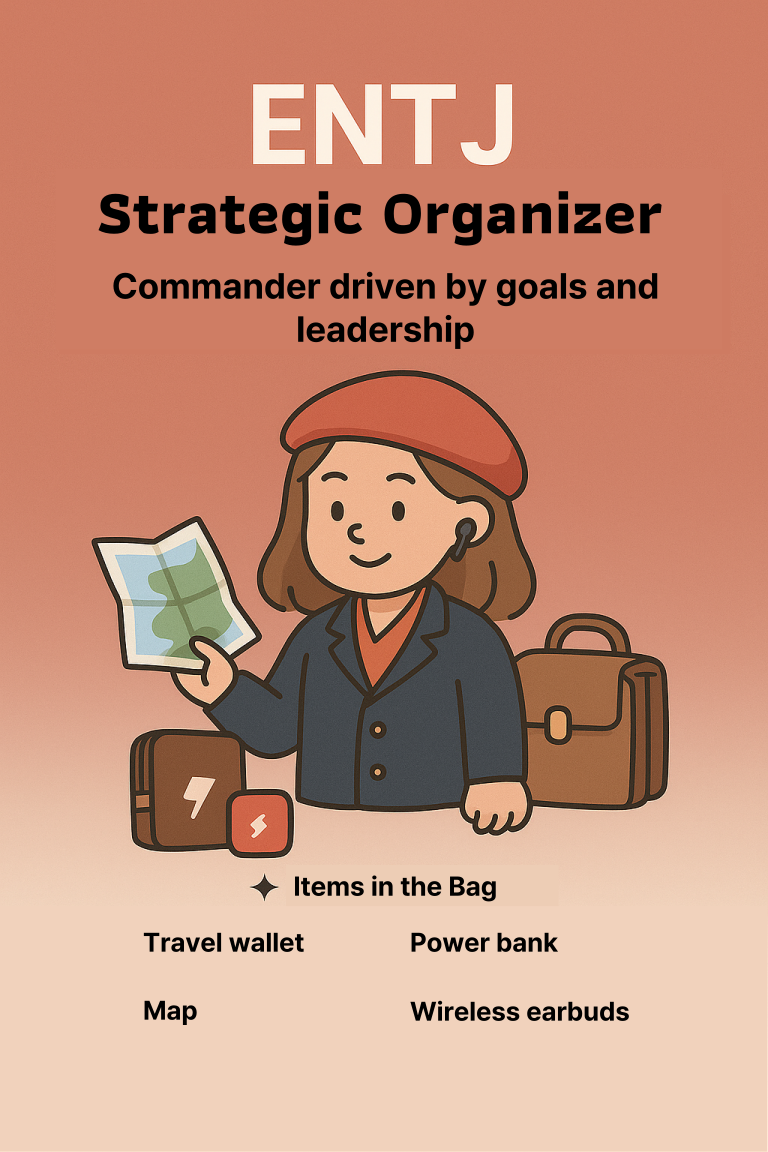 ENTJ
Strategic Organizer
Commander driven by goals and
leadership
Items in the Bag
Travel wallet Power bank
Map Wireless earbuds